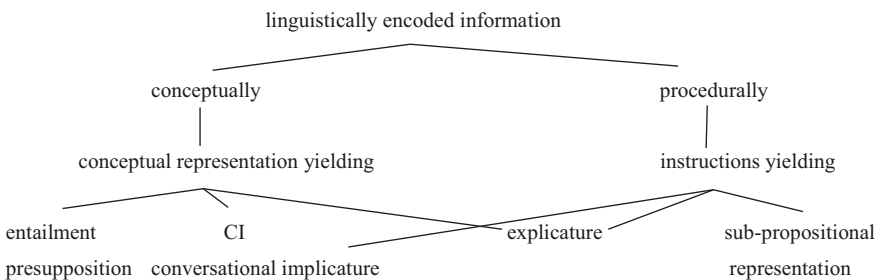 linguistically encoded information
conceptually procedurally
conceptual representation yielding instructions yielding
entailment CI explicature sub-propositional
presupposition conversational implicature representation